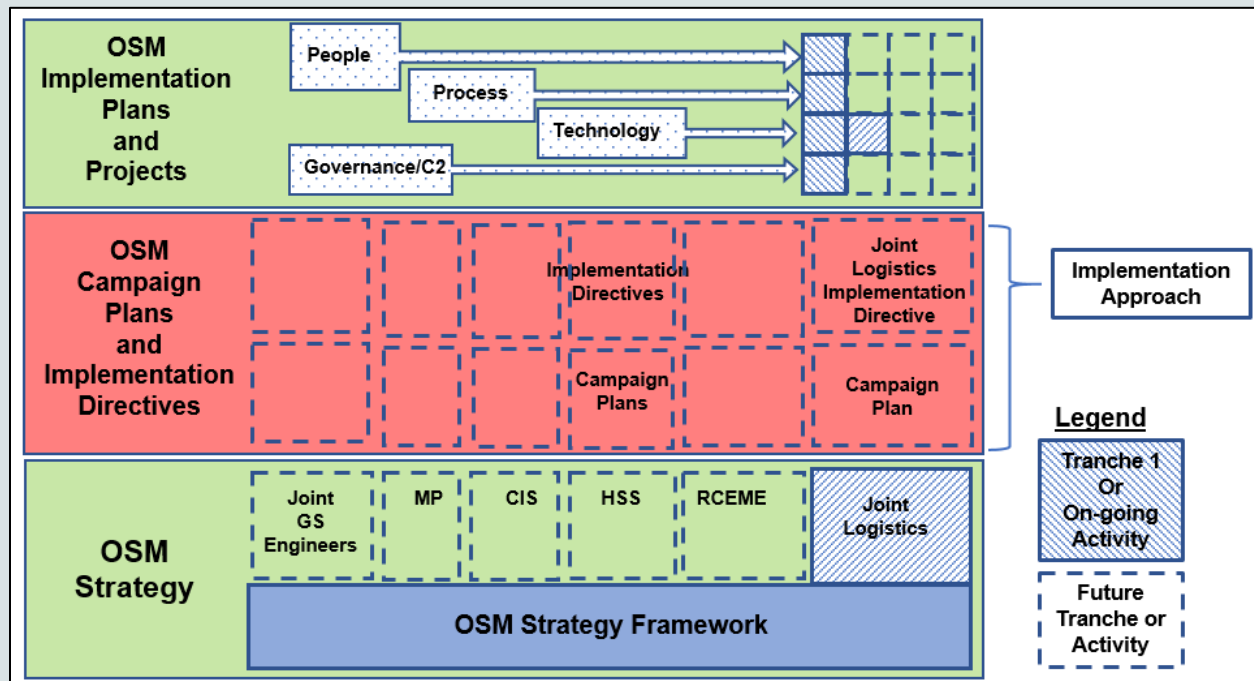 OSM
Implementation
Plans
and
Projects
People
Process
Technology
Governance/C2
OSM
Campaign
Plans
and
Implementation
Directives
Implementation
Directives
Joint
Logistics
Implementation
Directive
Campaign
Plans
Campaign
Plan
Implementation
Approach
OSM
Strategy
Joint
GS
Engineers
MP
CIS
HSS
RCEME
Joint
Logistics
OSM Strategy Framework
Legend
Tranche 1
Or
On-going
Activity
Future
Tranche or
Activity